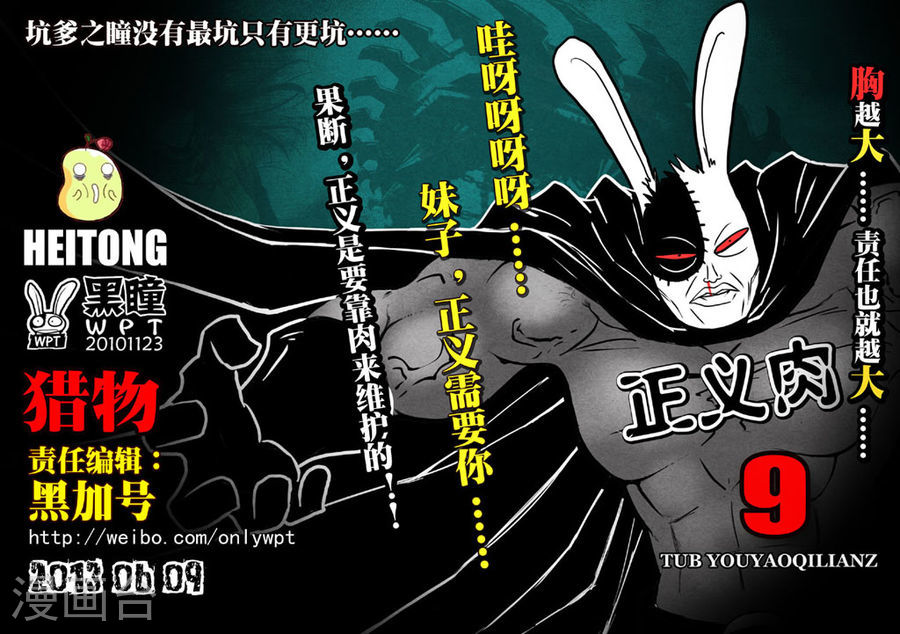 坑爹之瞳没有最坑只有更坑……
胸越大……责任也就越大……
哇呀呀呀呀……
妹子，正义需要你……
果断，正义是要靠肉来维护的！！
HEITONG
WPT
黑瞳
WPT
20101123
猎物
责任编辑：
黑加号
http://weibo.com/onlywpt
2013 06 09
漫画台
正义肉
9
TUB YOUYAOQILIANZ